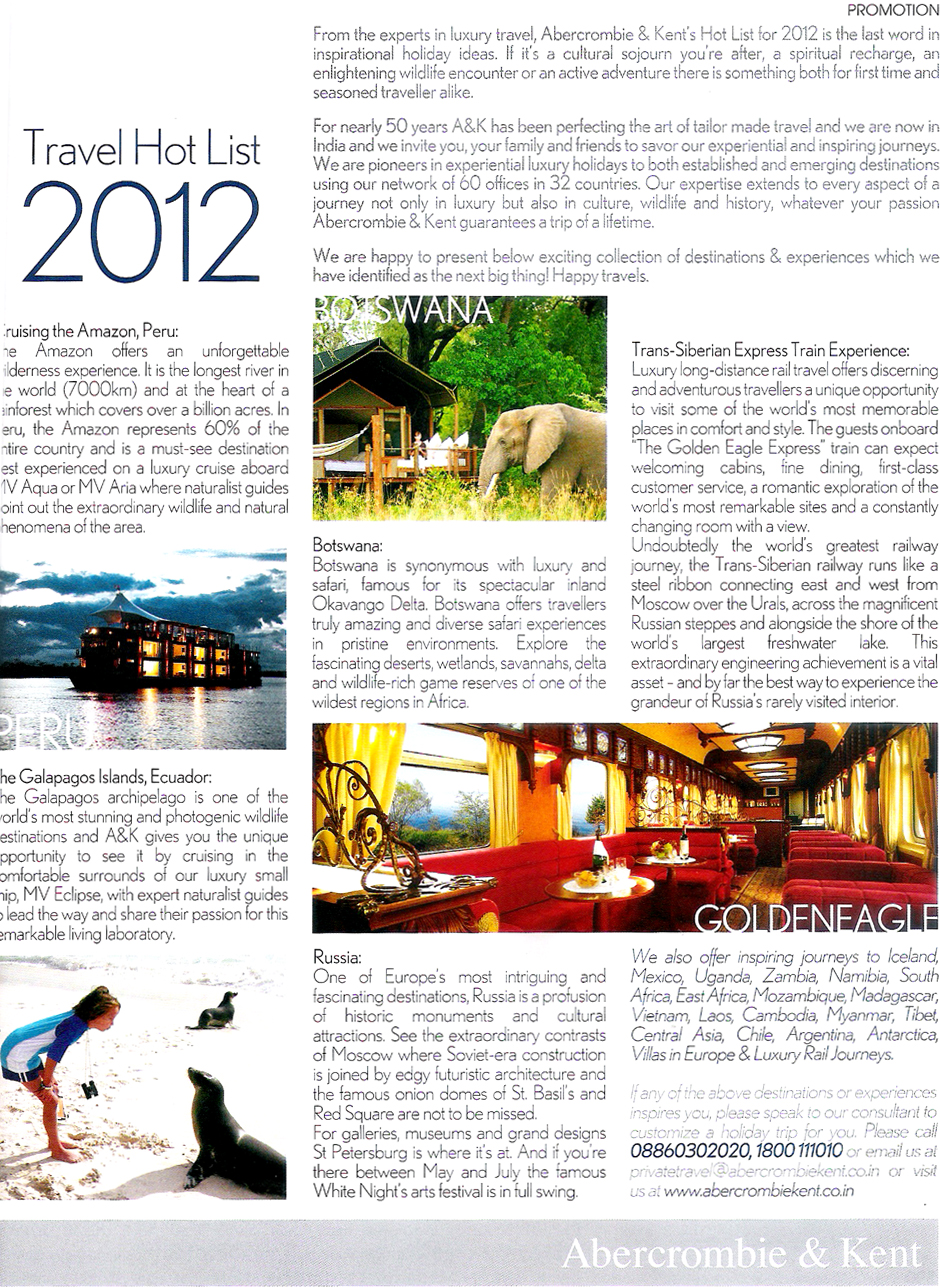 PROMOTION
From the experts in luxury travel, Abercrombie & Kent's Hot List for 2012 is the last word in
inspirational holiday ideas. If it's a cultural sojourn you're after, a spiritual recharge, an
enlightening wildlife encounter or an active adventure there is something both for first time and
seasoned traveller alike.
For nearly 50 years A&K has been perfecting the art of tailor made travel and we are now in
India and we invite you, your family and friends to savor our experiential and inspiring journeys.
We are pioneers in experiential luxury holidays to both established and emerging destinations
using our network of 60 offices in 32 countries. Our expertise extends to every aspect of a
journey not only in luxury but also in culture, wildlife and history, whatever your passion
Abercrombie & Kent guarantees a trip of a lifetime.
We are happy to present below exciting collection of destinations & experiences which we
have identified as the next big thing! Happy travels.
Travel Hot List
2012
ruising the Amazon, Peru:
he Amazon offers an unforgettable
ilderness experience. It is the longest river in
e world (7000km) and at the heart of a
ainforest which covers over a billion acres. In
eru, the Amazon represents 60% of the
ntire country and is a must-see destination
est experienced on a luxury cruise aboard
1V Aqua or MV Aria where naturalist guides
oint out the extraordinary wildlife and natural
henomena of the area.
PERU
he Galapagos Islands, Ecuador:
he Galapagos archipelago is one of the
orld's most stunning and photogenic wildlife
estinations and A&K gives you the unique
pportunity to see it by cruising in the
omfortable surrounds of our luxury small
hip, MV Eclipse, with expert naturalist guides
o lead the way and share their passion for this
emarkable living laboratory.
BOTSWANA
Botswana:
Botswana is synonymous with luxury and
safari, famous for its spectacular inland
Okavango Delta. Botswana offers travellers
truly amazing and diverse safari experiences
in pristine environments. Explore the
fascinating deserts, wetlands, savannahs, delta
and wildlife-rich game reserves of one of the
wildest regions in Africa.
Trans-Siberian Express Train Experience:
Luxury long-distance rail travel offers discerning
and adventurous travellers a unique opportunity
to visit some of the world's most memorable
places in comfort and style. The guests onboard
"The Golden Eagle Express" train can expect
welcoming cabins, fine dining, first-class
customer service, a romantic exploration of the
world's most remarkable sites and a constantly
changing room with a view.
Undoubtedly the world's greatest railway
journey, the Trans-Siberian railway runs like a
steel ribbon connecting east and west from
Moscow over the Urals, across the magnificent
Russian steppes and alongside the shore of the
world's largest freshwater lake. This
extraordinary engineering achievement is a vital
asset - and by far the best way to experience the
grandeur of Russia's rarely visited interior.
GOLDENEAGLE
Russia:
One of Europe's most intriguing and
fascinating destinations, Russia is a profusion
of historic monuments and cultural
attractions. See the extraordinary contrasts
of Moscow where Soviet-era construction
is joined by edgy futuristic architecture and
the famous onion domes of St. Basil's and
Red Square are not to be missed.
For galleries, museums and grand designs
St Petersburg is where it's at. And if you're
there between May and July the famous
White Night's arts festival is in full swing.
We also offer inspiring journeys to Iceland,
Mexico, Uganda, Zambia, Namibia, South
Africa, East Africa, Mozambique, Madagascar,
Vietnam, Laos, Cambodia, Myanmar, Tibet,
Central Asia, Chile, Argentina, Antarctica,
Villas in Europe & Luxury Rail Journeys.
If any of the above destinations or experiences
inspires you, please speak to our consultant to
customize a holiday trip for you. Please call
08860302020, 1800 111010 or email us at
privatetravel@abercrombiekent.co.in or visit
us at www.abercrombiekent.co.in
Abercrombie & Kent